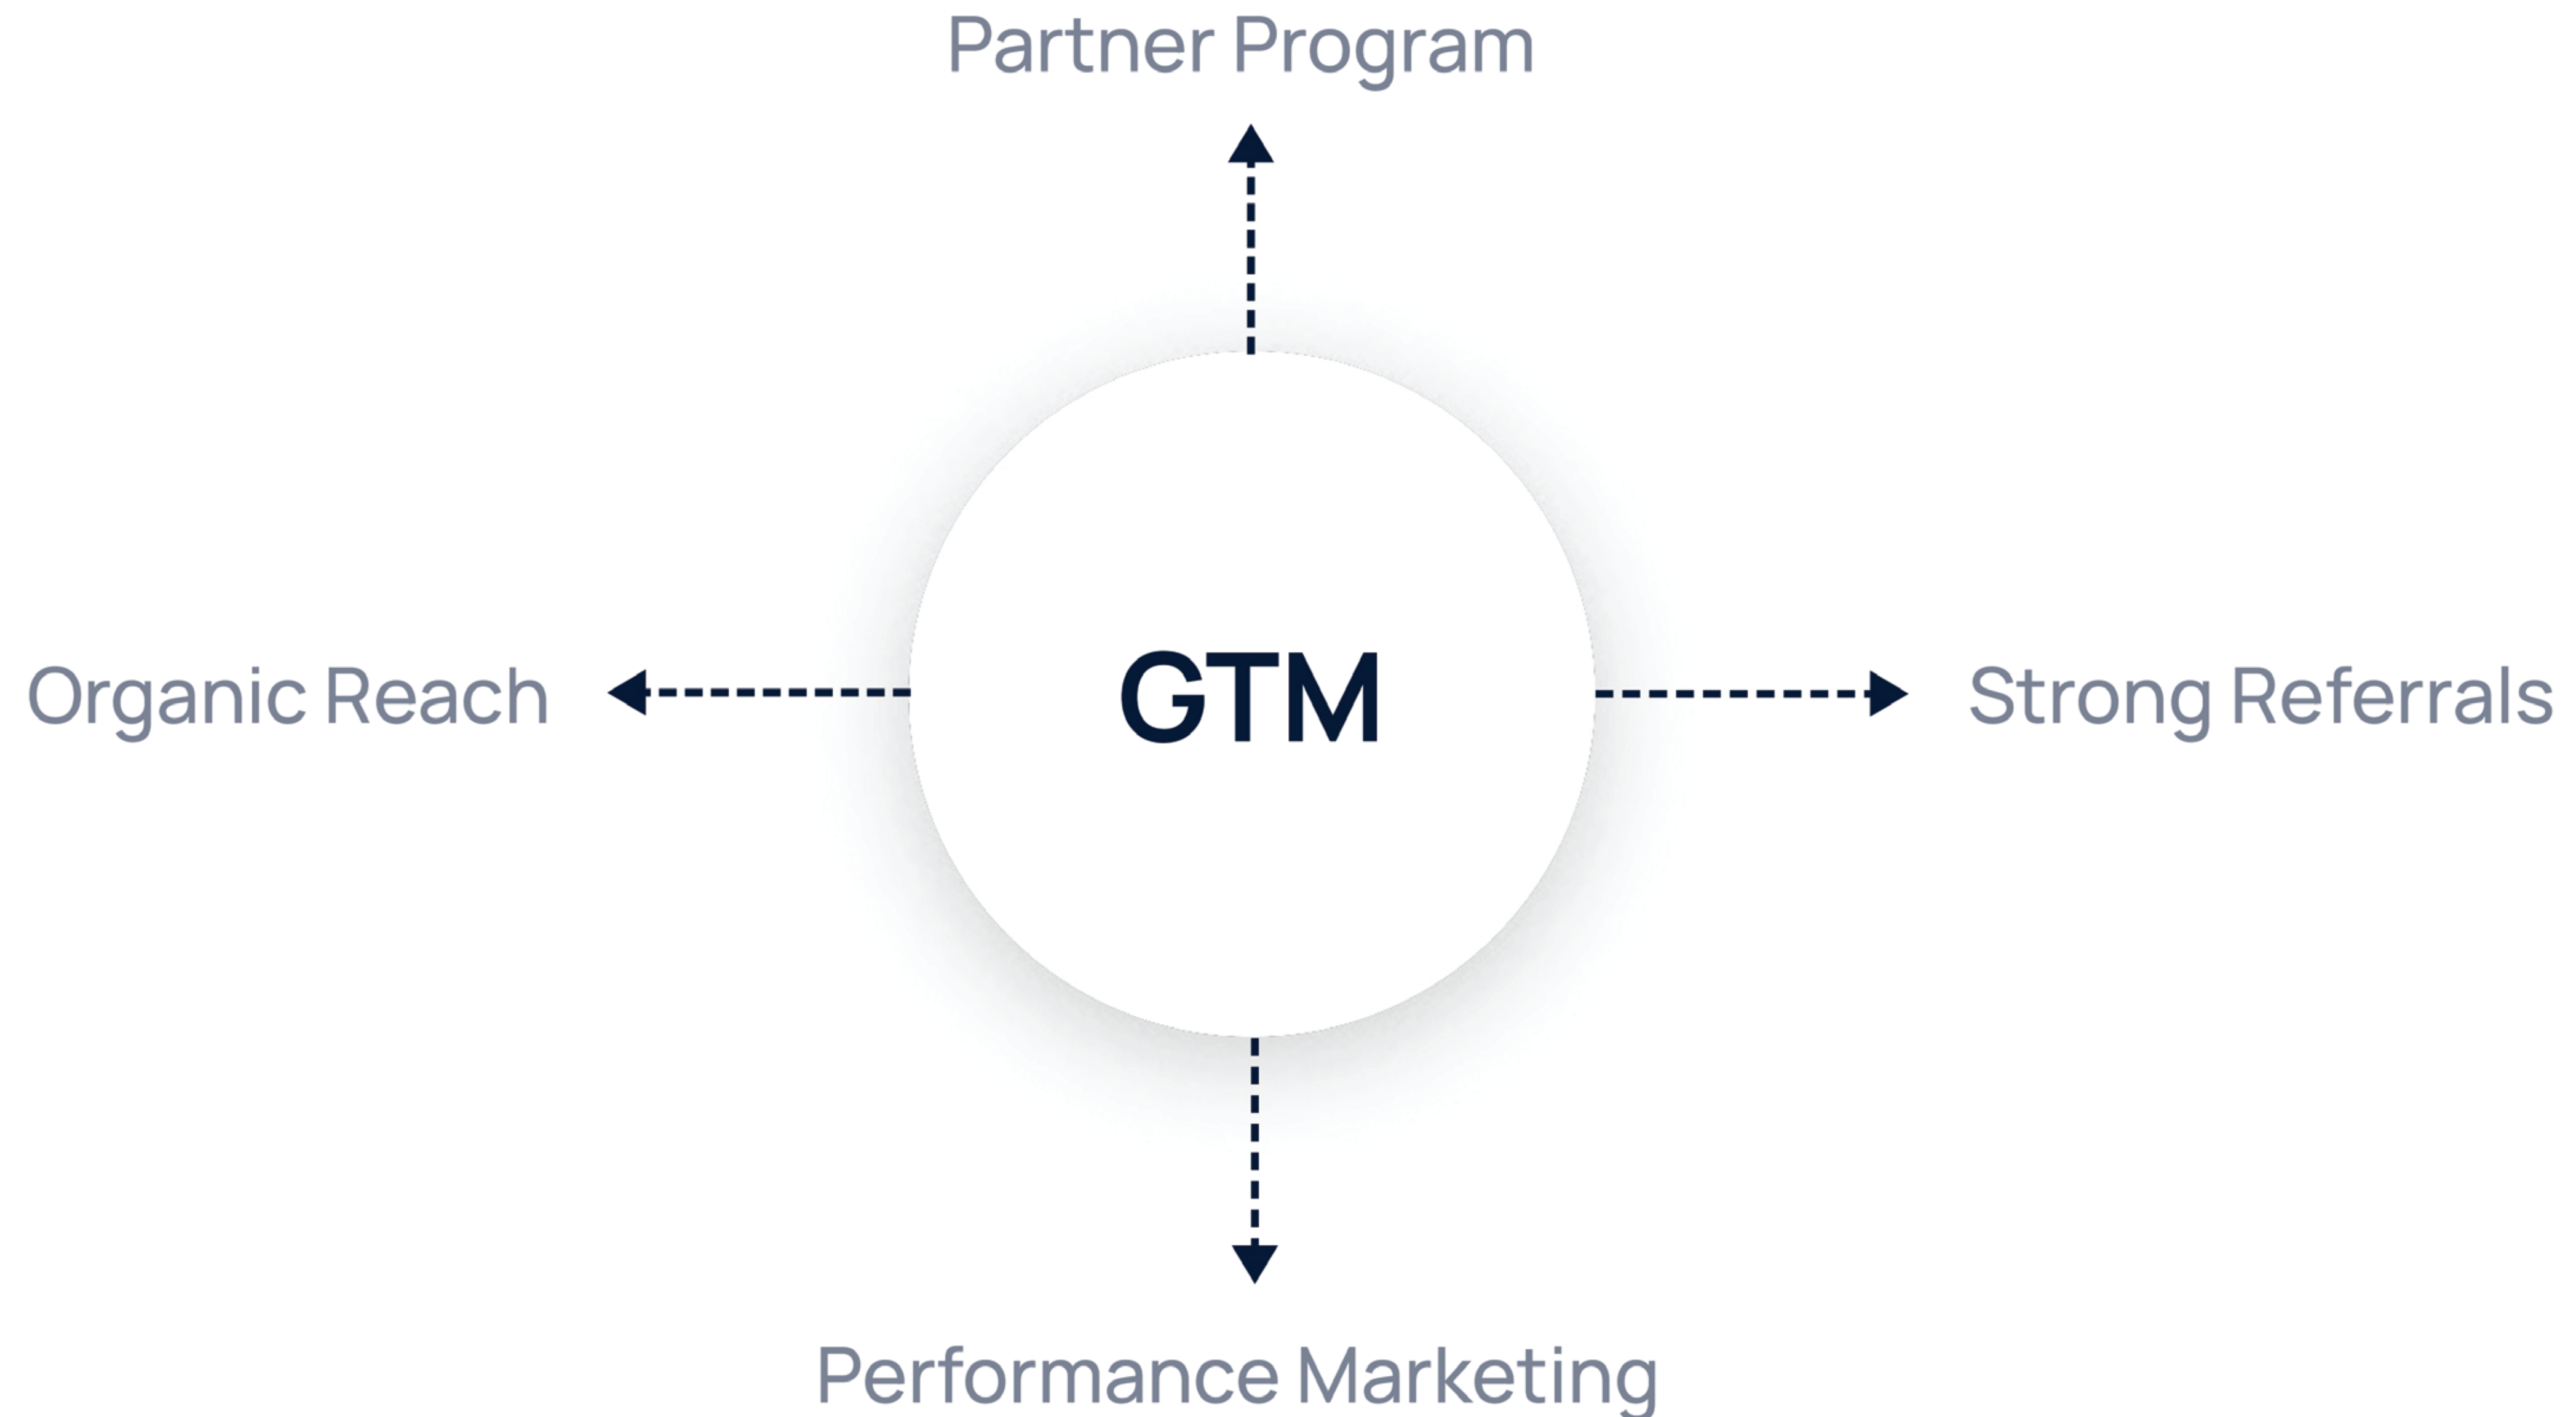 Partner Program
Organic Reach
GTM
Strong Referrals
Performance Marketing